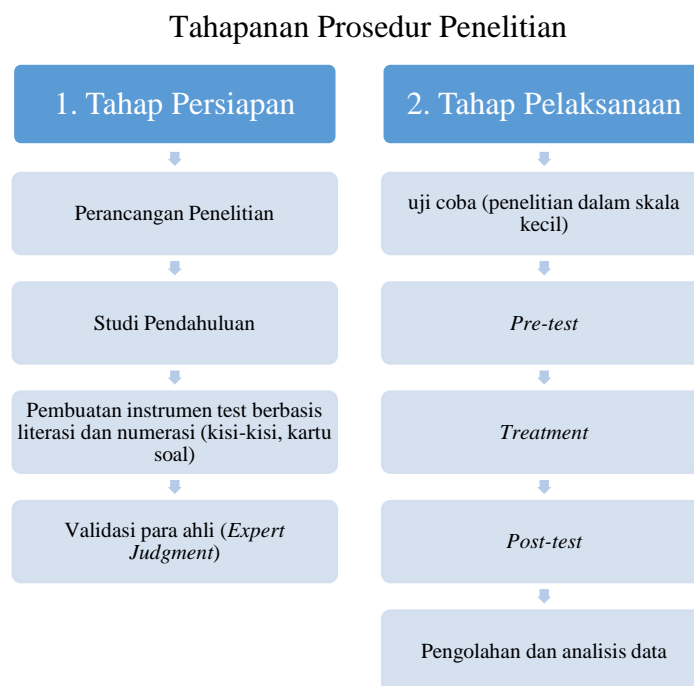 Tahapanan Prosedur Penelitian
1. Tahap Persiapan
Perancangan Penelitian
Studi Pendahuluan
Pembuatan instrumen test berbasis
literasi dan numerasi (kisi-kisi, kartu
soal)
Validasi para ahli (Expert
Judgment)
2. Tahap Pelaksanaan
uji coba (penelitian dalam skala
kecil)
Pre-test
Treatment
Post-test
Pengolahan dan analisis data